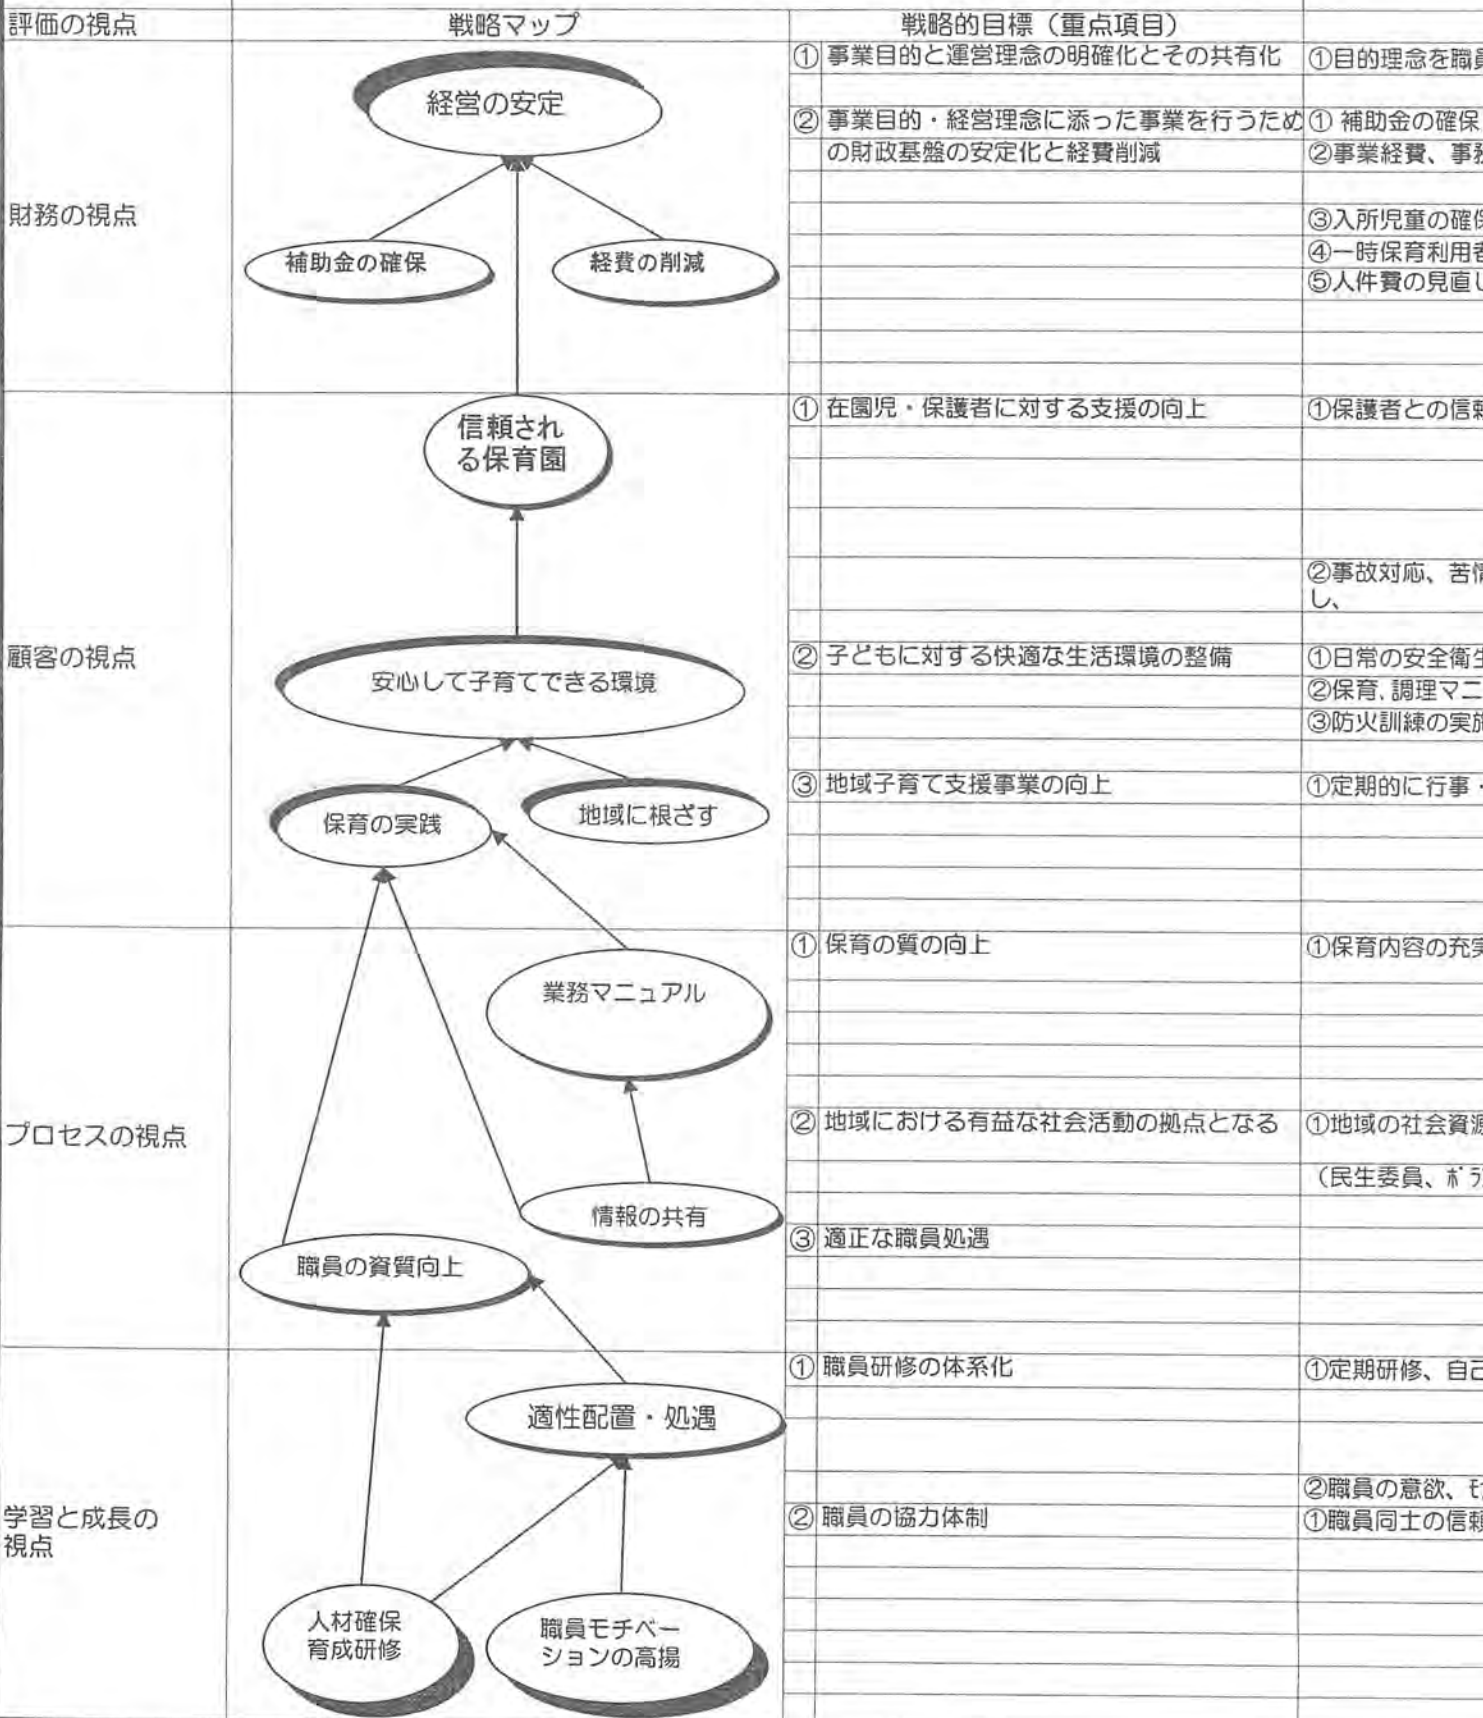 評価の視点
戦略マップ
戦略的目標（重点項目）
財務の視点
経営の安定
補助金の確保
経費の削減
① 事業目的と運営理念の明確化とその共有化
①目的理念を職員
② 事業目的・経営理念に添った事業を行うため
の財政基盤の安定化と経費削減
① 補助金の確保
②事業経費、事務
③入所児童の確保
④一時保育利用者
⑤人件費の見直し
顧客の視点
信頼され
る保育園
安心して子育てできる環境
保育の実践
地域に根ざす
① 在園児・保護者に対する支援の向上
①保護者との信頼
②事故対応、苦情
し、
② 子どもに対する快適な生活環境の整備
①日常の安全衛生
②保育､調理マニ
③防火訓練の実施
③ 地域子育て支援事業の向上
①定期的に行事・
プロセスの視点
業務マニュアル
情報の共有
職員の資質向上
① 保育の質の向上
①保育内容の充実
② 地域における有益な社会活動の拠点となる
①地域の社会資源
（民生委員、ﾎﾞﾗ
③ 適正な職員処遇
学習と成長の
視点
適性配置・処遇
人材確保
育成研修
職員モチベー
ションの高揚
① 職員研修の体系化
①定期研修、自己
②職員の意欲、ﾓ
② 職員の協力体制
①職員同士の信頼